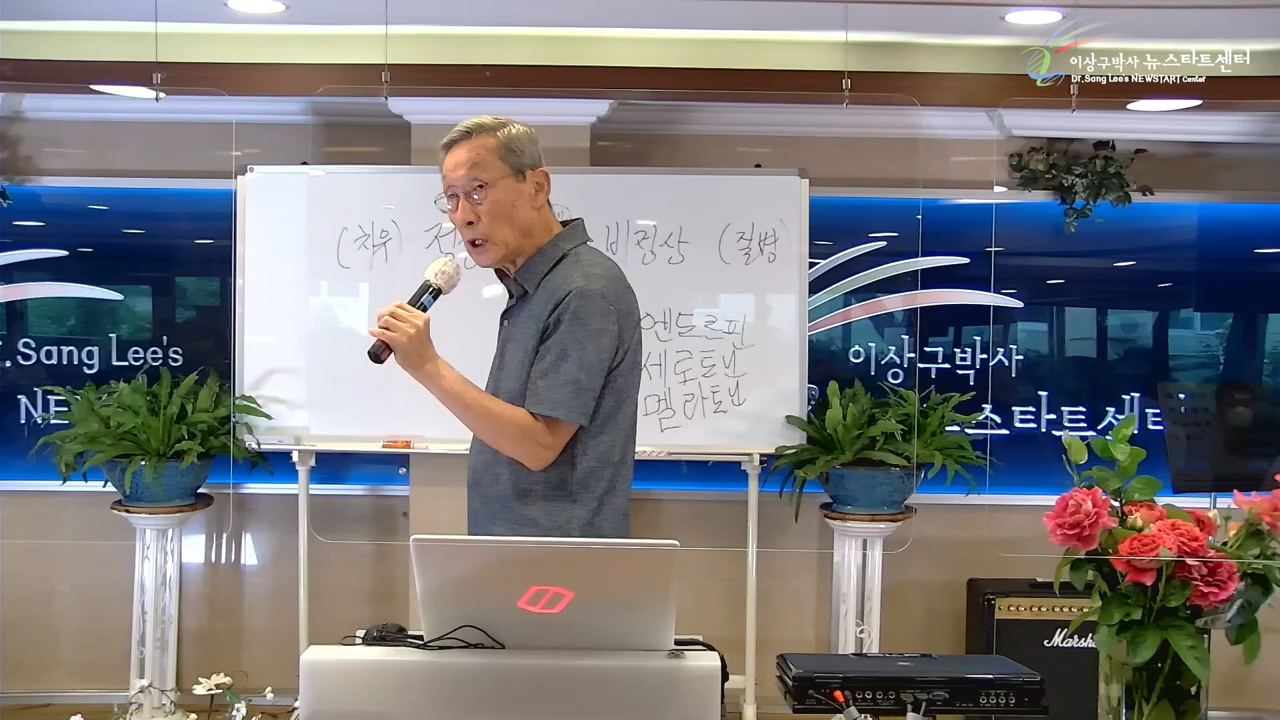 이상구박사 뉴스타트센터
Dr. Sang Lee's NEWSTART Center
(치유)
비정상 (질병)
엔도르핀
세로토닌
멜라토닌
.Sang Lee's
NE
이상구박사
스타트센터
Marsh